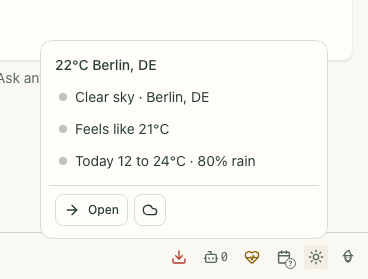 22°C Berlin, DE
Ask an
Clear sky · Berlin, DE
Feels like 21°C
Today 12 to 24°C · 80% rain
Open
0
?